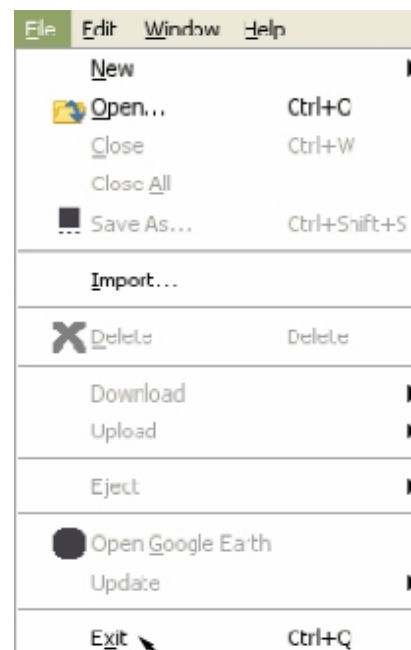 File Edit Window Help
New
Open... Ctrl+O
Close Ctrl+W
Close All
Save As... Ctrl+Shift+S
Import...
Delete Delete
Download
Upload
Eject
Open Google Earth
Update
Exit Ctrl+Q